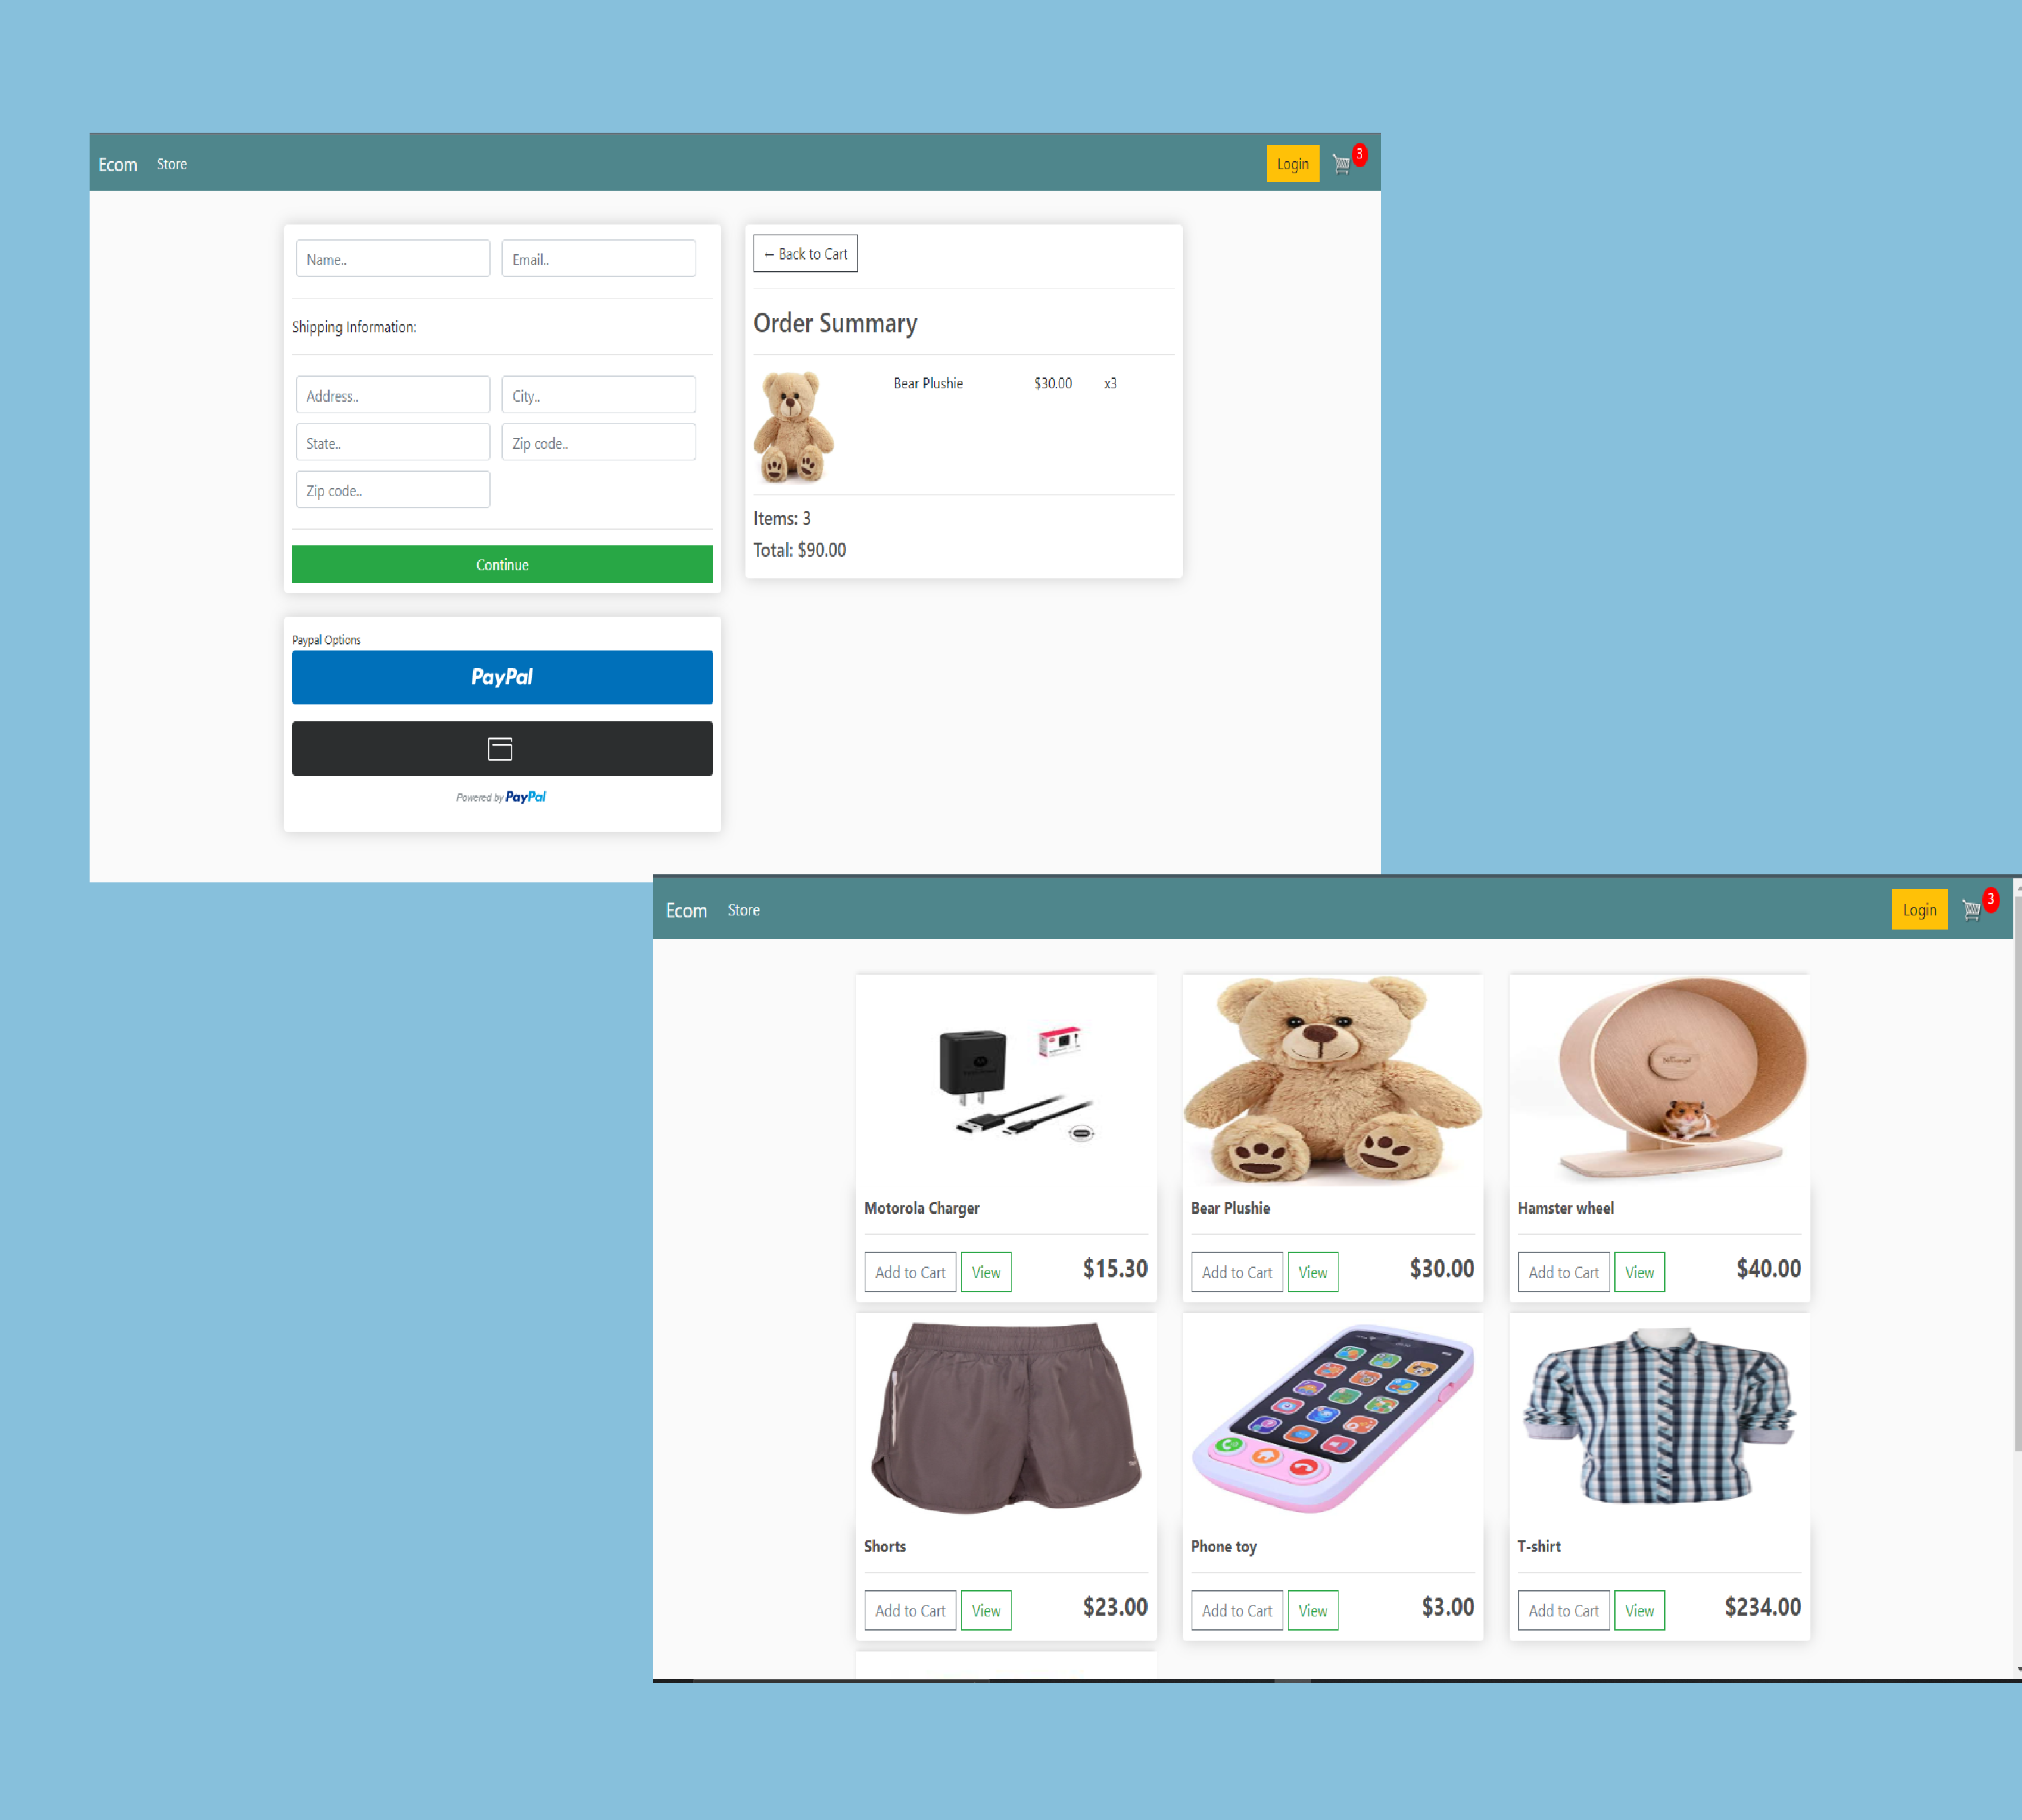 Ecom Store Login 3
Name.. Email..
Shipping Information:
Address.. City..
State.. Zip code..
Zip code..
Continue
Paypal Options
PayPal
Powered by PayPal
← Back to Cart
Order Summary
Bear Plushie $30.00 x3
Items: 3
Total: $90.00
Ecom Store Login 3
Motorola Charger
Add to Cart View $15.30
Bear Plushie
Add to Cart View $30.00
Hamster wheel
Add to Cart View $40.00
Shorts
Add to Cart View $23.00
Phone toy
Add to Cart View $3.00
T-shirt
Add to Cart View $234.00